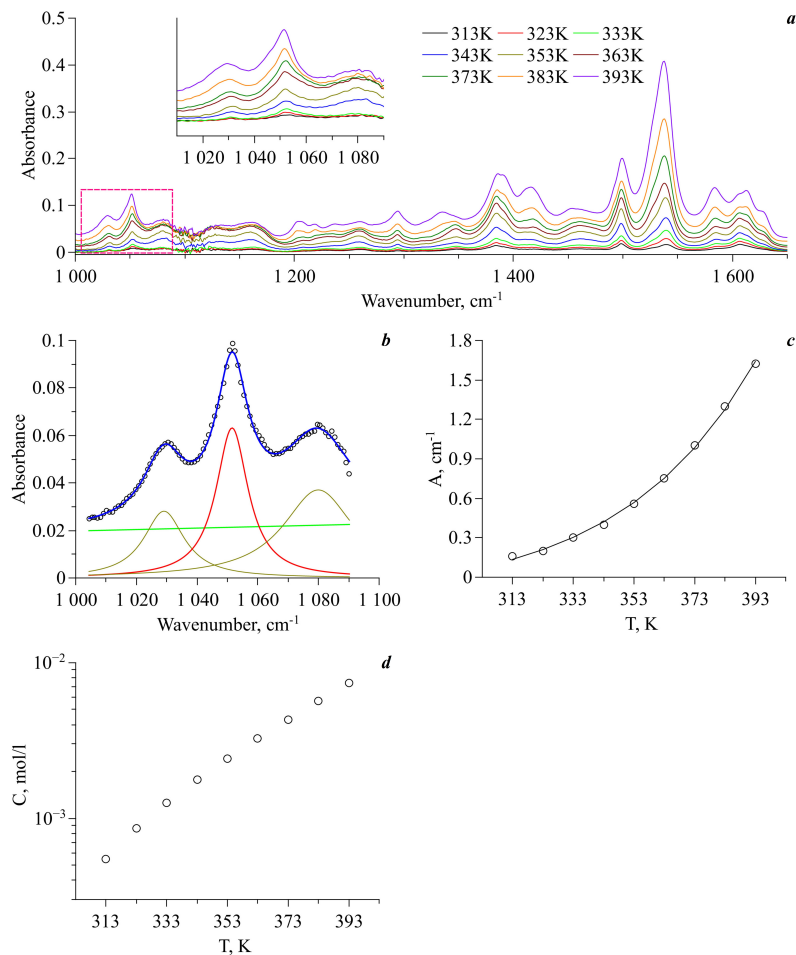 a
0.5
0.4
0.3
0.2
0.1
0
Absorbance
1 020 1 040 1 060 1 080
313K 323K 333K
343K 353K 363K
373K 383K 393K
1 000 1 200 1 400 1 600
Wavenumber, cm-1
b
0.1
0.08
0.06
0.04
0.02
0
Absorbance
1 000 1 020 1 040 1 060 1 080 1 100
Wavenumber, cm-1
c
1.8
1.5
1.2
0.9
0.6
0.3
0
A, cm-1
313 333 353 373 393
T, K
d
10-2
10-3
C, mol/l
313 333 353 373 393
T, K